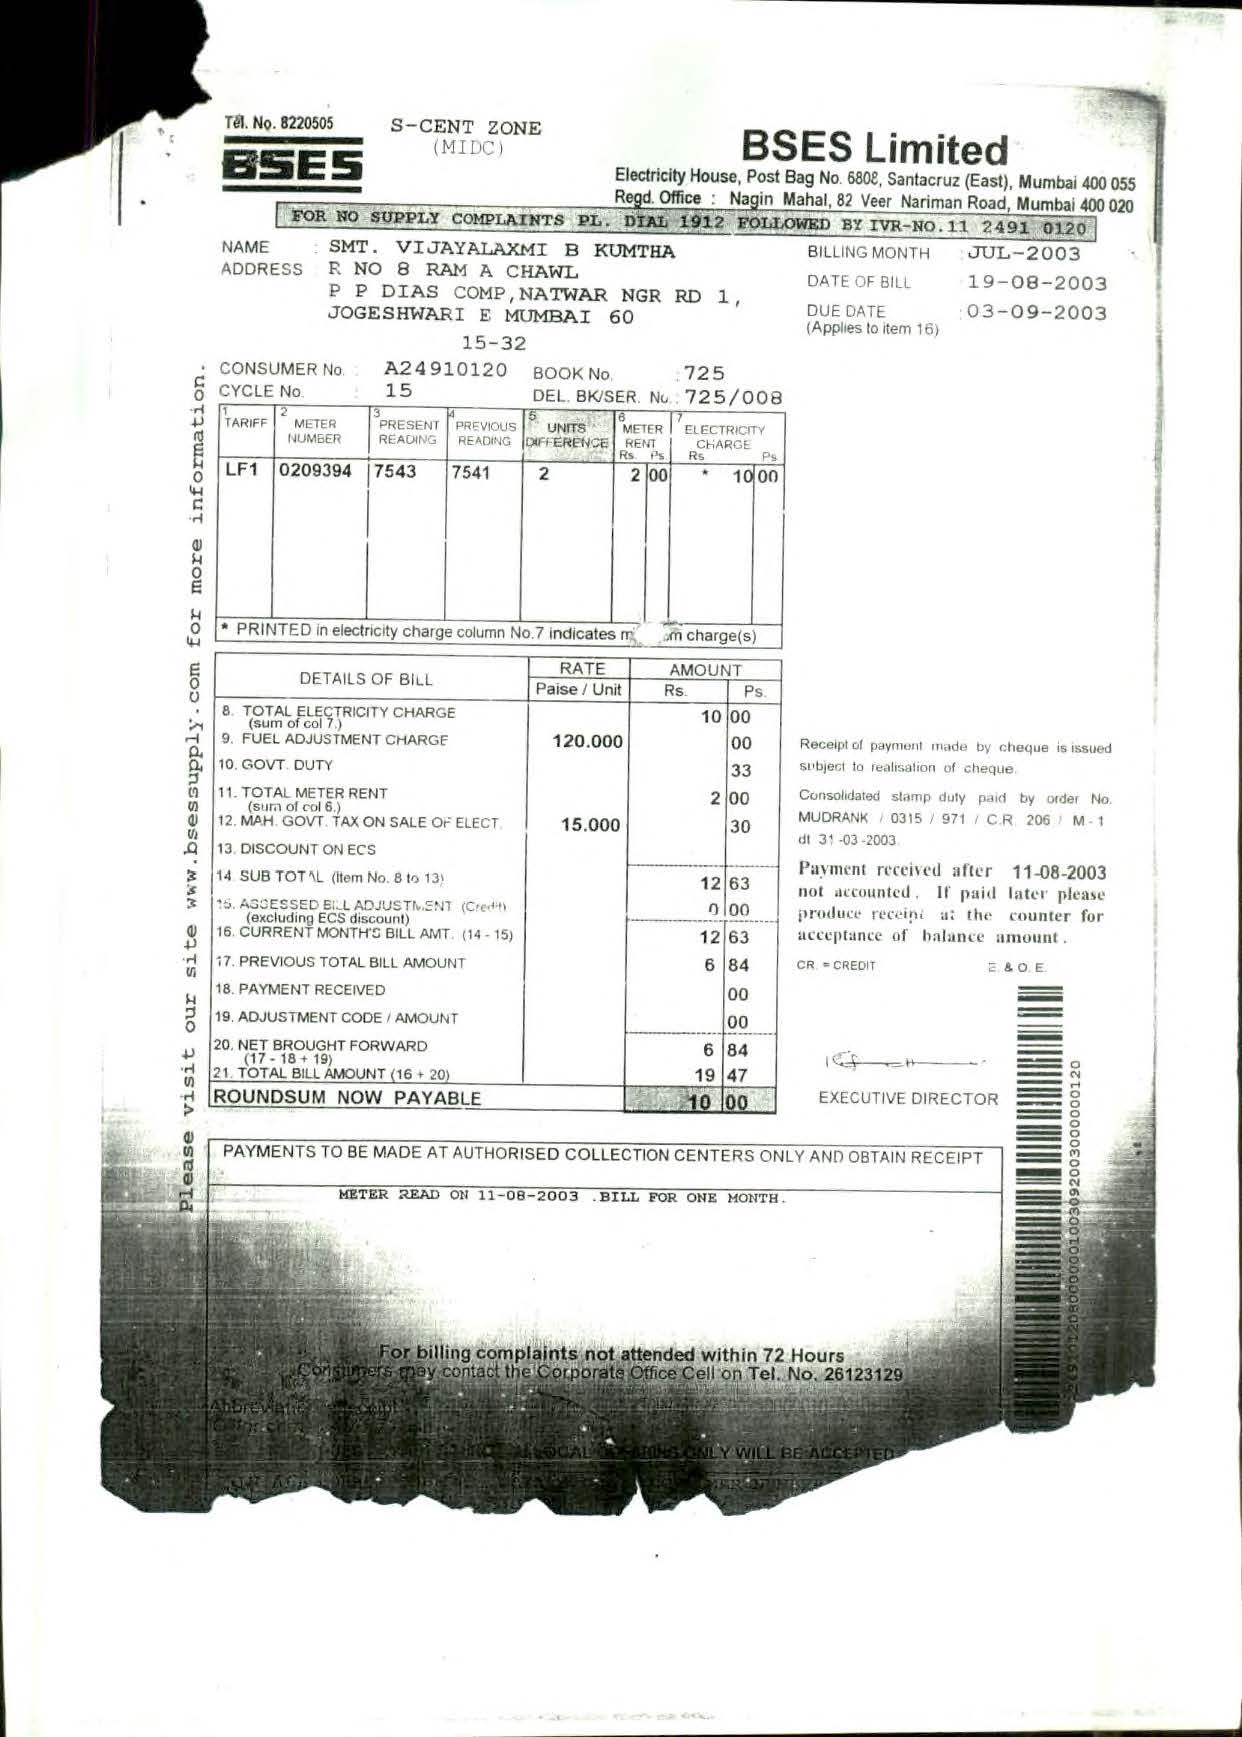 Tel. No. 8220505
S-CENT ZONE
(MIDC)
BSES
BSES Limited
Electricity House, Post Bag No. 6808, Santacruz (East), Mumbai 400 055
Regd. Office : Nagin Mahal, 82 Veer Nariman Road, Mumbai 400 020
FOR NO SUPPLY COMPLAINTS PL. DIAL 1912 FOLLOWED BY IVR-NO.11 2491 0120
NAME : SMT. VIJAYALAXMI B KUMTHA
ADDRESS : R NO 8 RAM A CHAWL
P P DIAS COMP,NATWAR NGR RD 1,
JOGESHWARI E MUMBAI 60
15-32
BILLING MONTH : JUL-2003
DATE OF BILL 19-08-2003
DUE DATE : 03-09-2003
(Applies to item 16)
CONSUMER No. : A24910120 BOOK No. : 725
CYCLE No. : 15 DEL. BK/SER. No.: 725/008
1 TARIFF 2 METER NUMBER 3 PRESENT READING 4 PREVIOUS READING 5 UNITS DIFFERENCE 6 METER RENT Rs. Ps. 7 ELECTRICITY CHARGE Rs Ps
LF1 0209394 7543 7541 2 2 00 * 10 00
* PRINTED in electricity charge column No.7 indicates m m charge(s)
DETAILS OF BILL RATE Paise / Unit AMOUNT Rs. Ps.
8. TOTAL ELECTRICITY CHARGE 10 00
(sum of col 7.)
9. FUEL ADJUSTMENT CHARGE 120.000 00
10. GOVT. DUTY 33
11. TOTAL METER RENT 2 00
(sum of col 6.)
12. MAH. GOVT. TAX ON SALE OF ELECT. 15.000 30
13. DISCOUNT ON ECS
14. SUB TOTAL (Item No. 8 to 13) 12 63
15. ASSESSED BILL ADJUSTMENT (Credit) 0 00
(excluding ECS discount)
16. CURRENT MONTH'S BILL AMT. (14 - 15) 12 63
17. PREVIOUS TOTAL BILL AMOUNT 6 84
18. PAYMENT RECEIVED 00
19. ADJUSTMENT CODE / AMOUNT 00
20. NET BROUGHT FORWARD 6 84
(17 - 18 + 19)
21. TOTAL BILL AMOUNT (16 + 20) 19 47
ROUNDSUM NOW PAYABLE 10 00
Receipt of payment made by cheque is issued
subject to realisation of cheque.
Consolidated stamp duty paid by order No.
MUDRANK / 0315 / 971 / C.R. 206 / M - 1
dt 31 -03 -2003.
Payment received after 11-08-2003
not accounted. If paid later please
produce receipt at the counter for
acceptance of balance amount.
CR. = CREDIT E. & O. E.
EXECUTIVE DIRECTOR
Please visit our site www.bsessupply.com for more information.
PAYMENTS TO BE MADE AT AUTHORISED COLLECTION CENTERS ONLY AND OBTAIN RECEIPT
METER READ ON 11-08-2003 .BILL FOR ONE MONTH.
For billing complaints not attended within 72 Hours
Consumers may contact the Corporate Office Cell on Tel. No. 26123129
ONLY WILL BE ACCEPTED